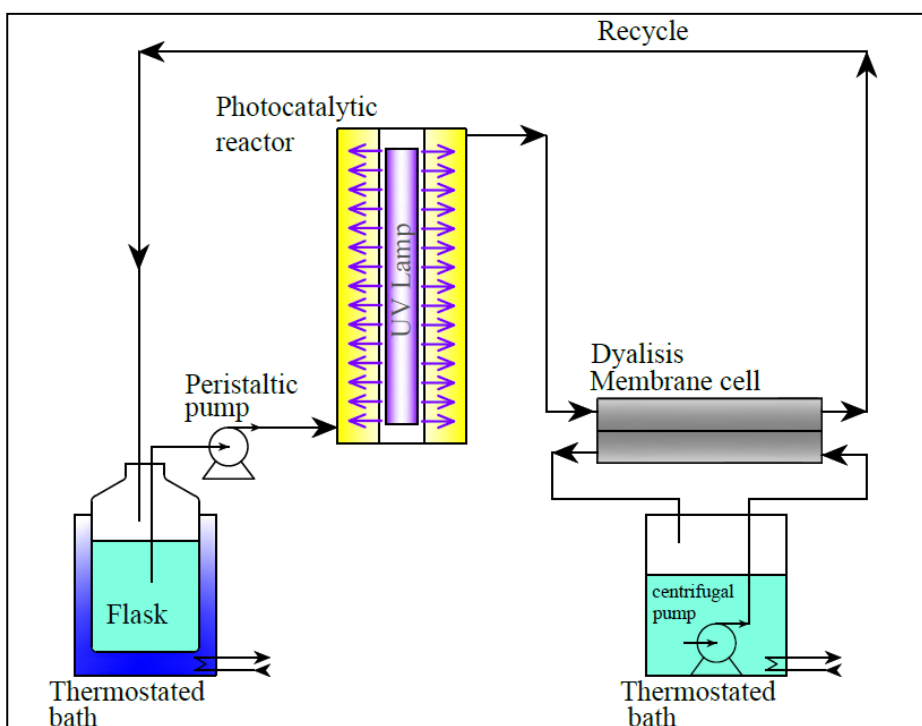 Recycle
Photocatalytic
reactor
UV Lamp
Dyalisis
Membrane cell
Peristaltic
pump
Flask
centrifugal
pump
Thermostated
bath
Thermostated
bath